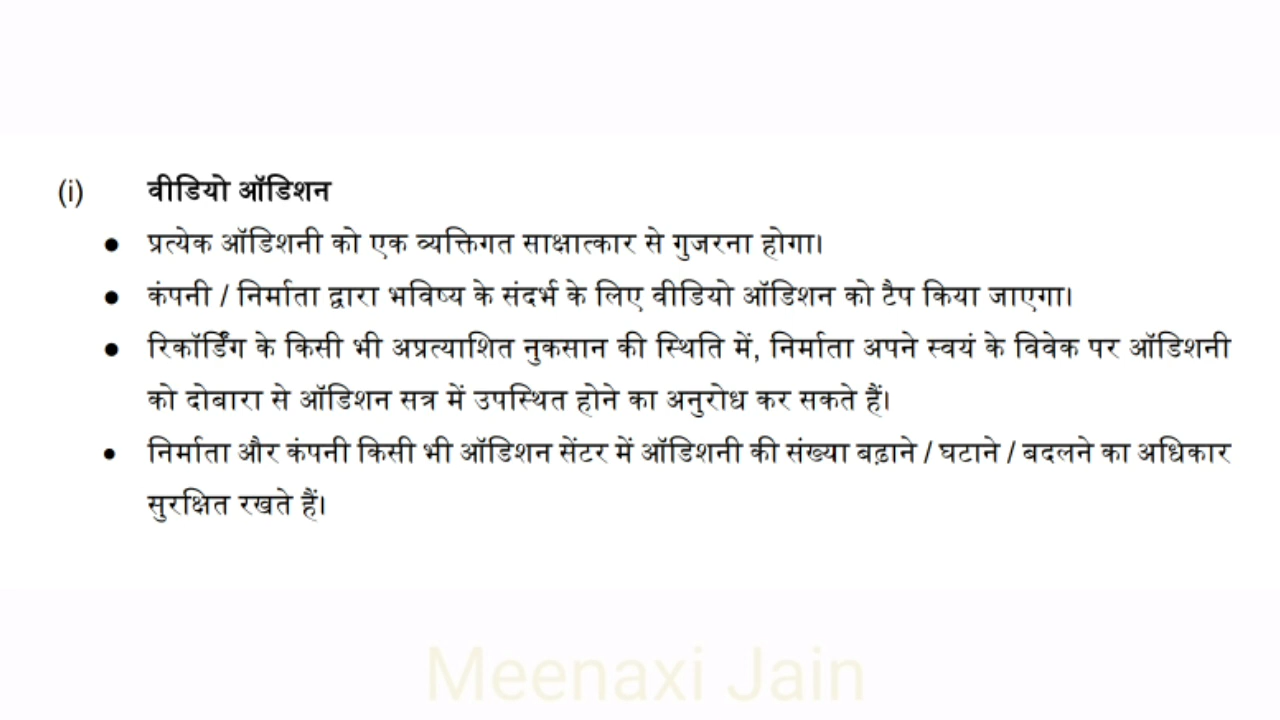 (i) वीडियो ऑडिशन
● प्रत्येक ऑडिशनी को एक व्यक्तिगत साक्षात्कार से गुजरना होगा।
● कंपनी / निर्माता द्वारा भविष्य के संदर्भ के लिए वीडियो ऑडिशन को टैप किया जाएगा।
● रिकॉर्डिंग के किसी भी अप्रत्याशित नुकसान की स्थिति में, निर्माता अपने स्वयं के विवेक पर ऑडिशनी
को दोबारा से ऑडिशन सत्र में उपस्थित होने का अनुरोध कर सकते हैं।
● निर्माता और कंपनी किसी भी ऑडिशन सेंटर में ऑडिशनी की संख्या बढ़ाने / घटाने / बदलने का अधिकार
सुरक्षित रखते हैं।
Meenaxi Jain